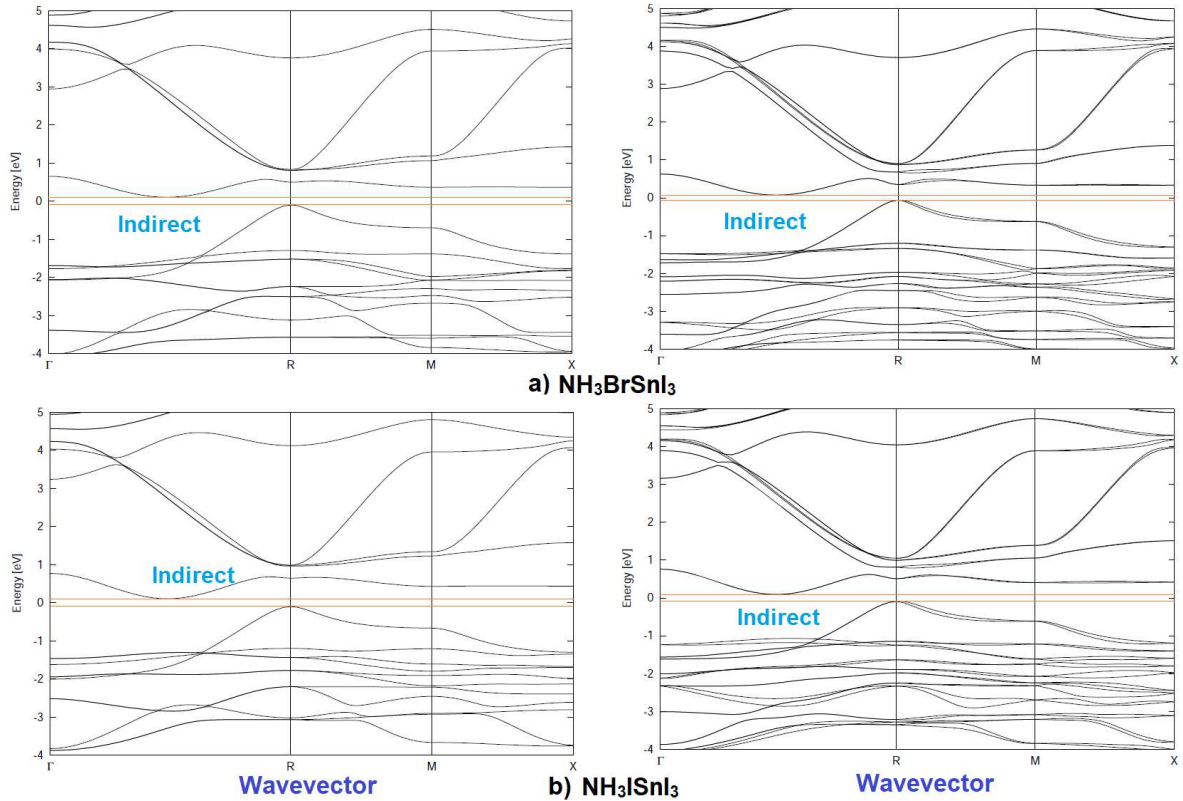 5
4
3
2
1
0
-1
-2
-3
-4
Energy [eV]
Indirect
Γ
R
M
X
5
4
3
2
1
0
-1
-2
-3
-4
Energy [eV]
Indirect
Γ
R
M
X
a) NH₃BrSnI₃
5
4
3
2
1
0
-1
-2
-3
-4
Energy [eV]
Indirect
Γ
R
M
X
Wavevector
5
4
3
2
1
0
-1
-2
-3
-4
Energy [eV]
Indirect
Γ
R
M
X
Wavevector
b) NH₃ISnI₃